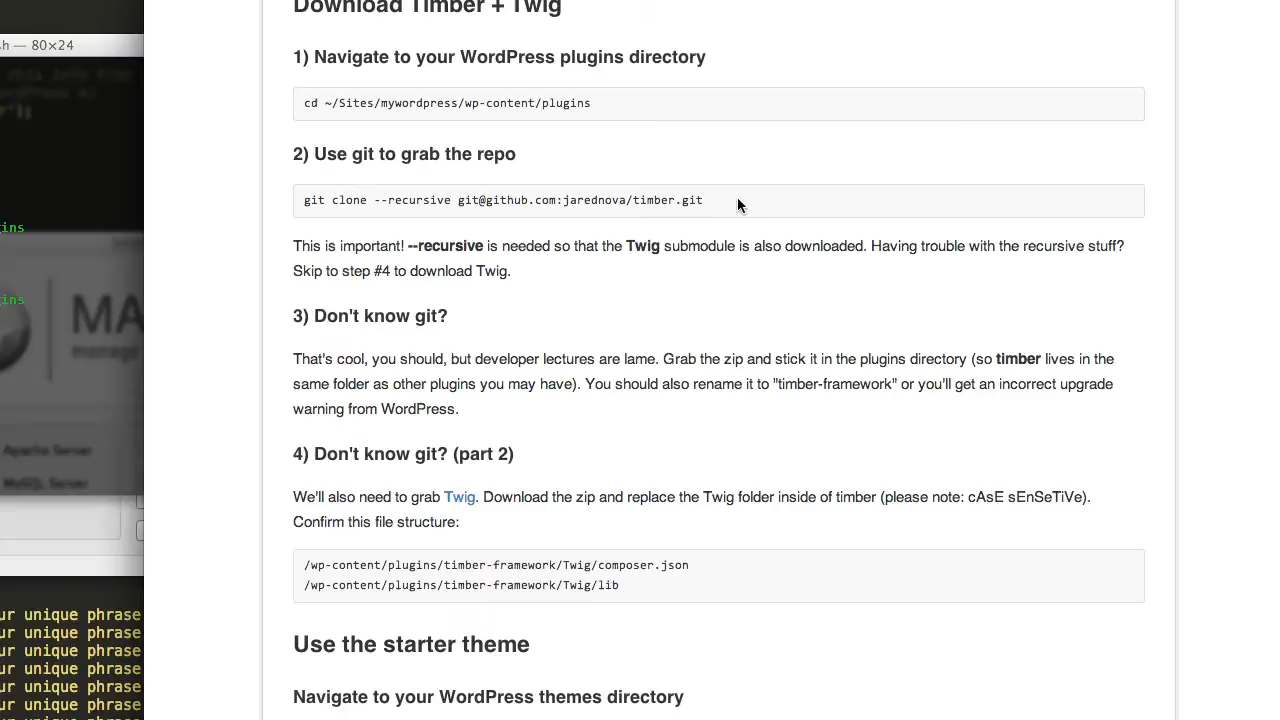 Download Timber + Twig
sh — 80×24
1) Navigate to your WordPress plugins directory
cd ~/Sites/mywordpress/wp-content/plugins
2) Use git to grab the repo
git clone --recursive git@github.com:jarednova/timber.git
This is important! --recursive is needed so that the Twig submodule is also downloaded. Having trouble with the recursive stuff?
Skip to step #4 to download Twig.
3) Don't know git?
That's cool, you should, but developer lectures are lame. Grab the zip and stick it in the plugins directory (so timber lives in the
same folder as other plugins you may have). You should also rename it to "timber-framework" or you'll get an incorrect upgrade
warning from WordPress.
4) Don't know git? (part 2)
We'll also need to grab Twig. Download the zip and replace the Twig folder inside of timber (please note: cAsE sEnSeTiVe).
Confirm this file structure:
/wp-content/plugins/timber-framework/Twig/composer.json
/wp-content/plugins/timber-framework/Twig/lib
Use the starter theme
Navigate to your WordPress themes directory
r");
gins
gins
MA
manage
Apache Server
MySQL Server
ur unique phrase
ur unique phrase
ur unique phrase
ur unique phrase
ur unique phrase
ur unique phrase